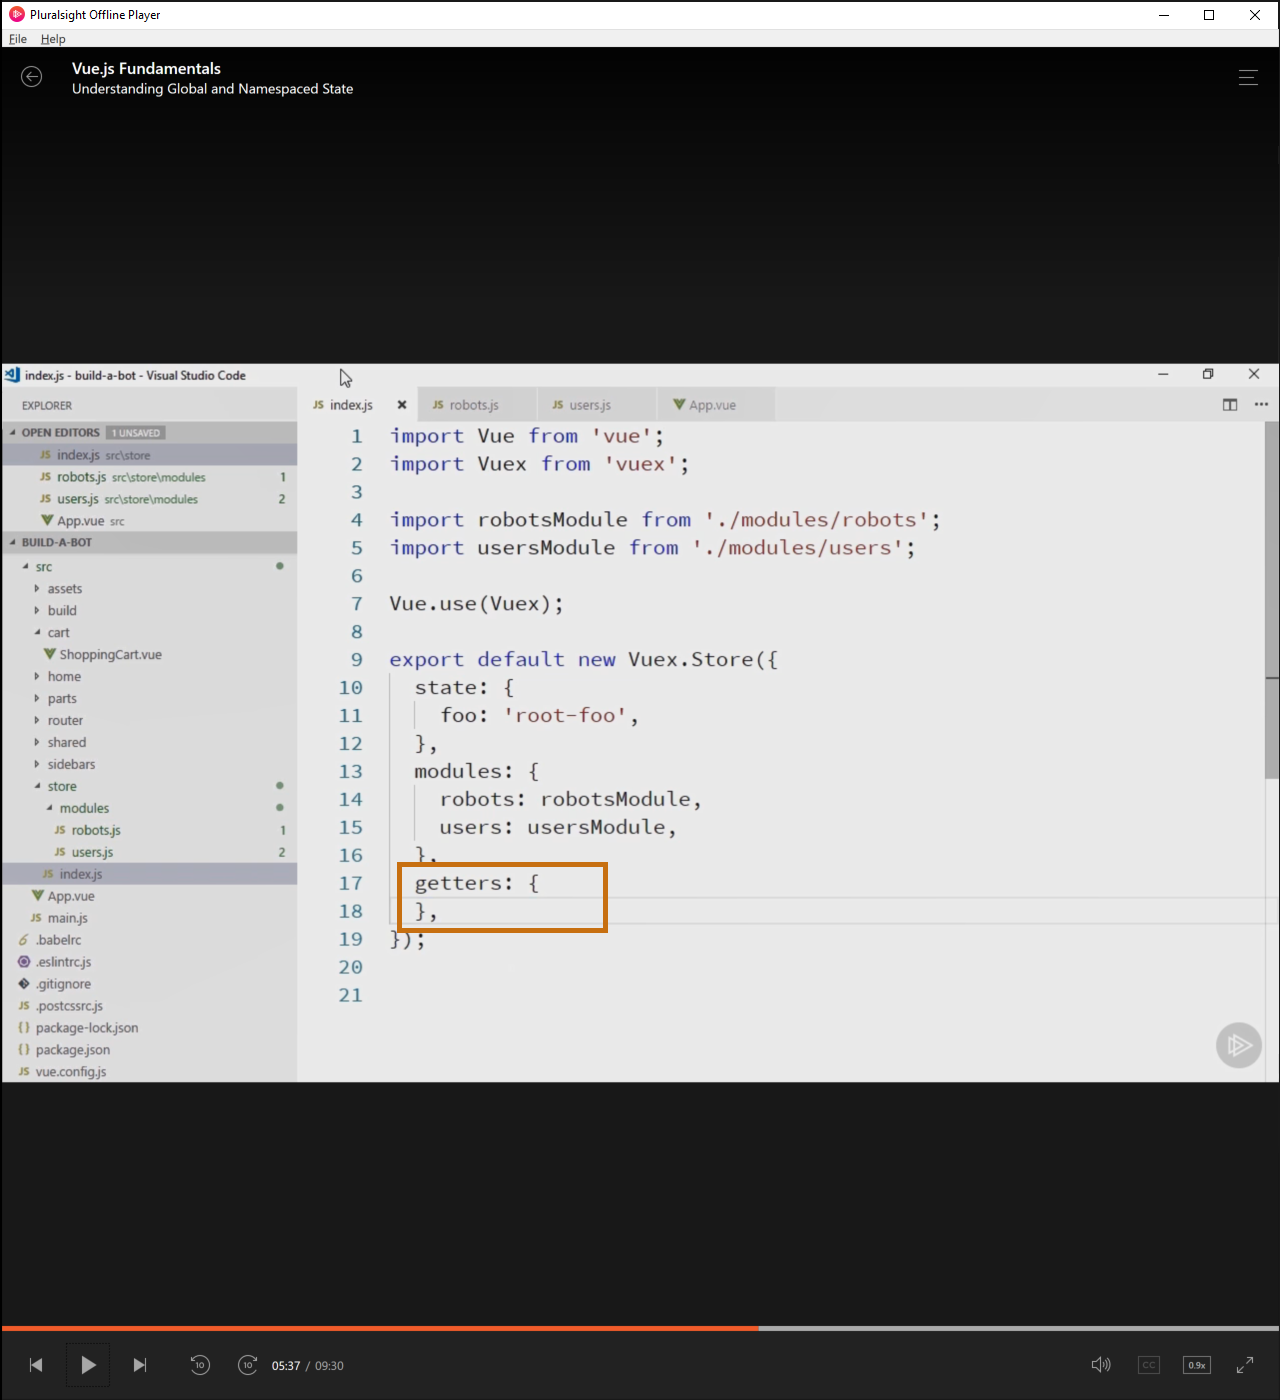 Pluralsight Offline Player
File Help
Vue.js Fundamentals
Understanding Global and Namespaced State
index.js - build-a-bot - Visual Studio Code
EXPLORER
JS index.js
JS robots.js
JS users.js
App.vue
OPEN EDITORS 1 UNSAVED
JS index.js src\store
JS robots.js src\store\modules 1
JS users.js src\store\modules 2
App.vue src
BUILD-A-BOT
src
assets
build
cart
ShoppingCart.vue
home
parts
router
shared
sidebars
store
modules
JS robots.js 1
JS users.js 2
JS index.js
App.vue
JS main.js
.babelrc
.eslintrc.js
.gitignore
JS .postcssrc.js
{} package-lock.json
{} package.json
JS vue.config.js
1 import Vue from 'vue';
2 import Vuex from 'vuex';
3
4 import robotsModule from './modules/robots';
5 import usersModule from './modules/users';
6
7 Vue.use(Vuex);
8
9 export default new Vuex.Store({
10 state: {
11 foo: 'root-foo',
12 },
13 modules: {
14 robots: robotsModule,
15 users: usersModule,
16 },
17 getters: {
18 },
19 });
20
21
10
10
05:37 / 09:30
CC
0.9x